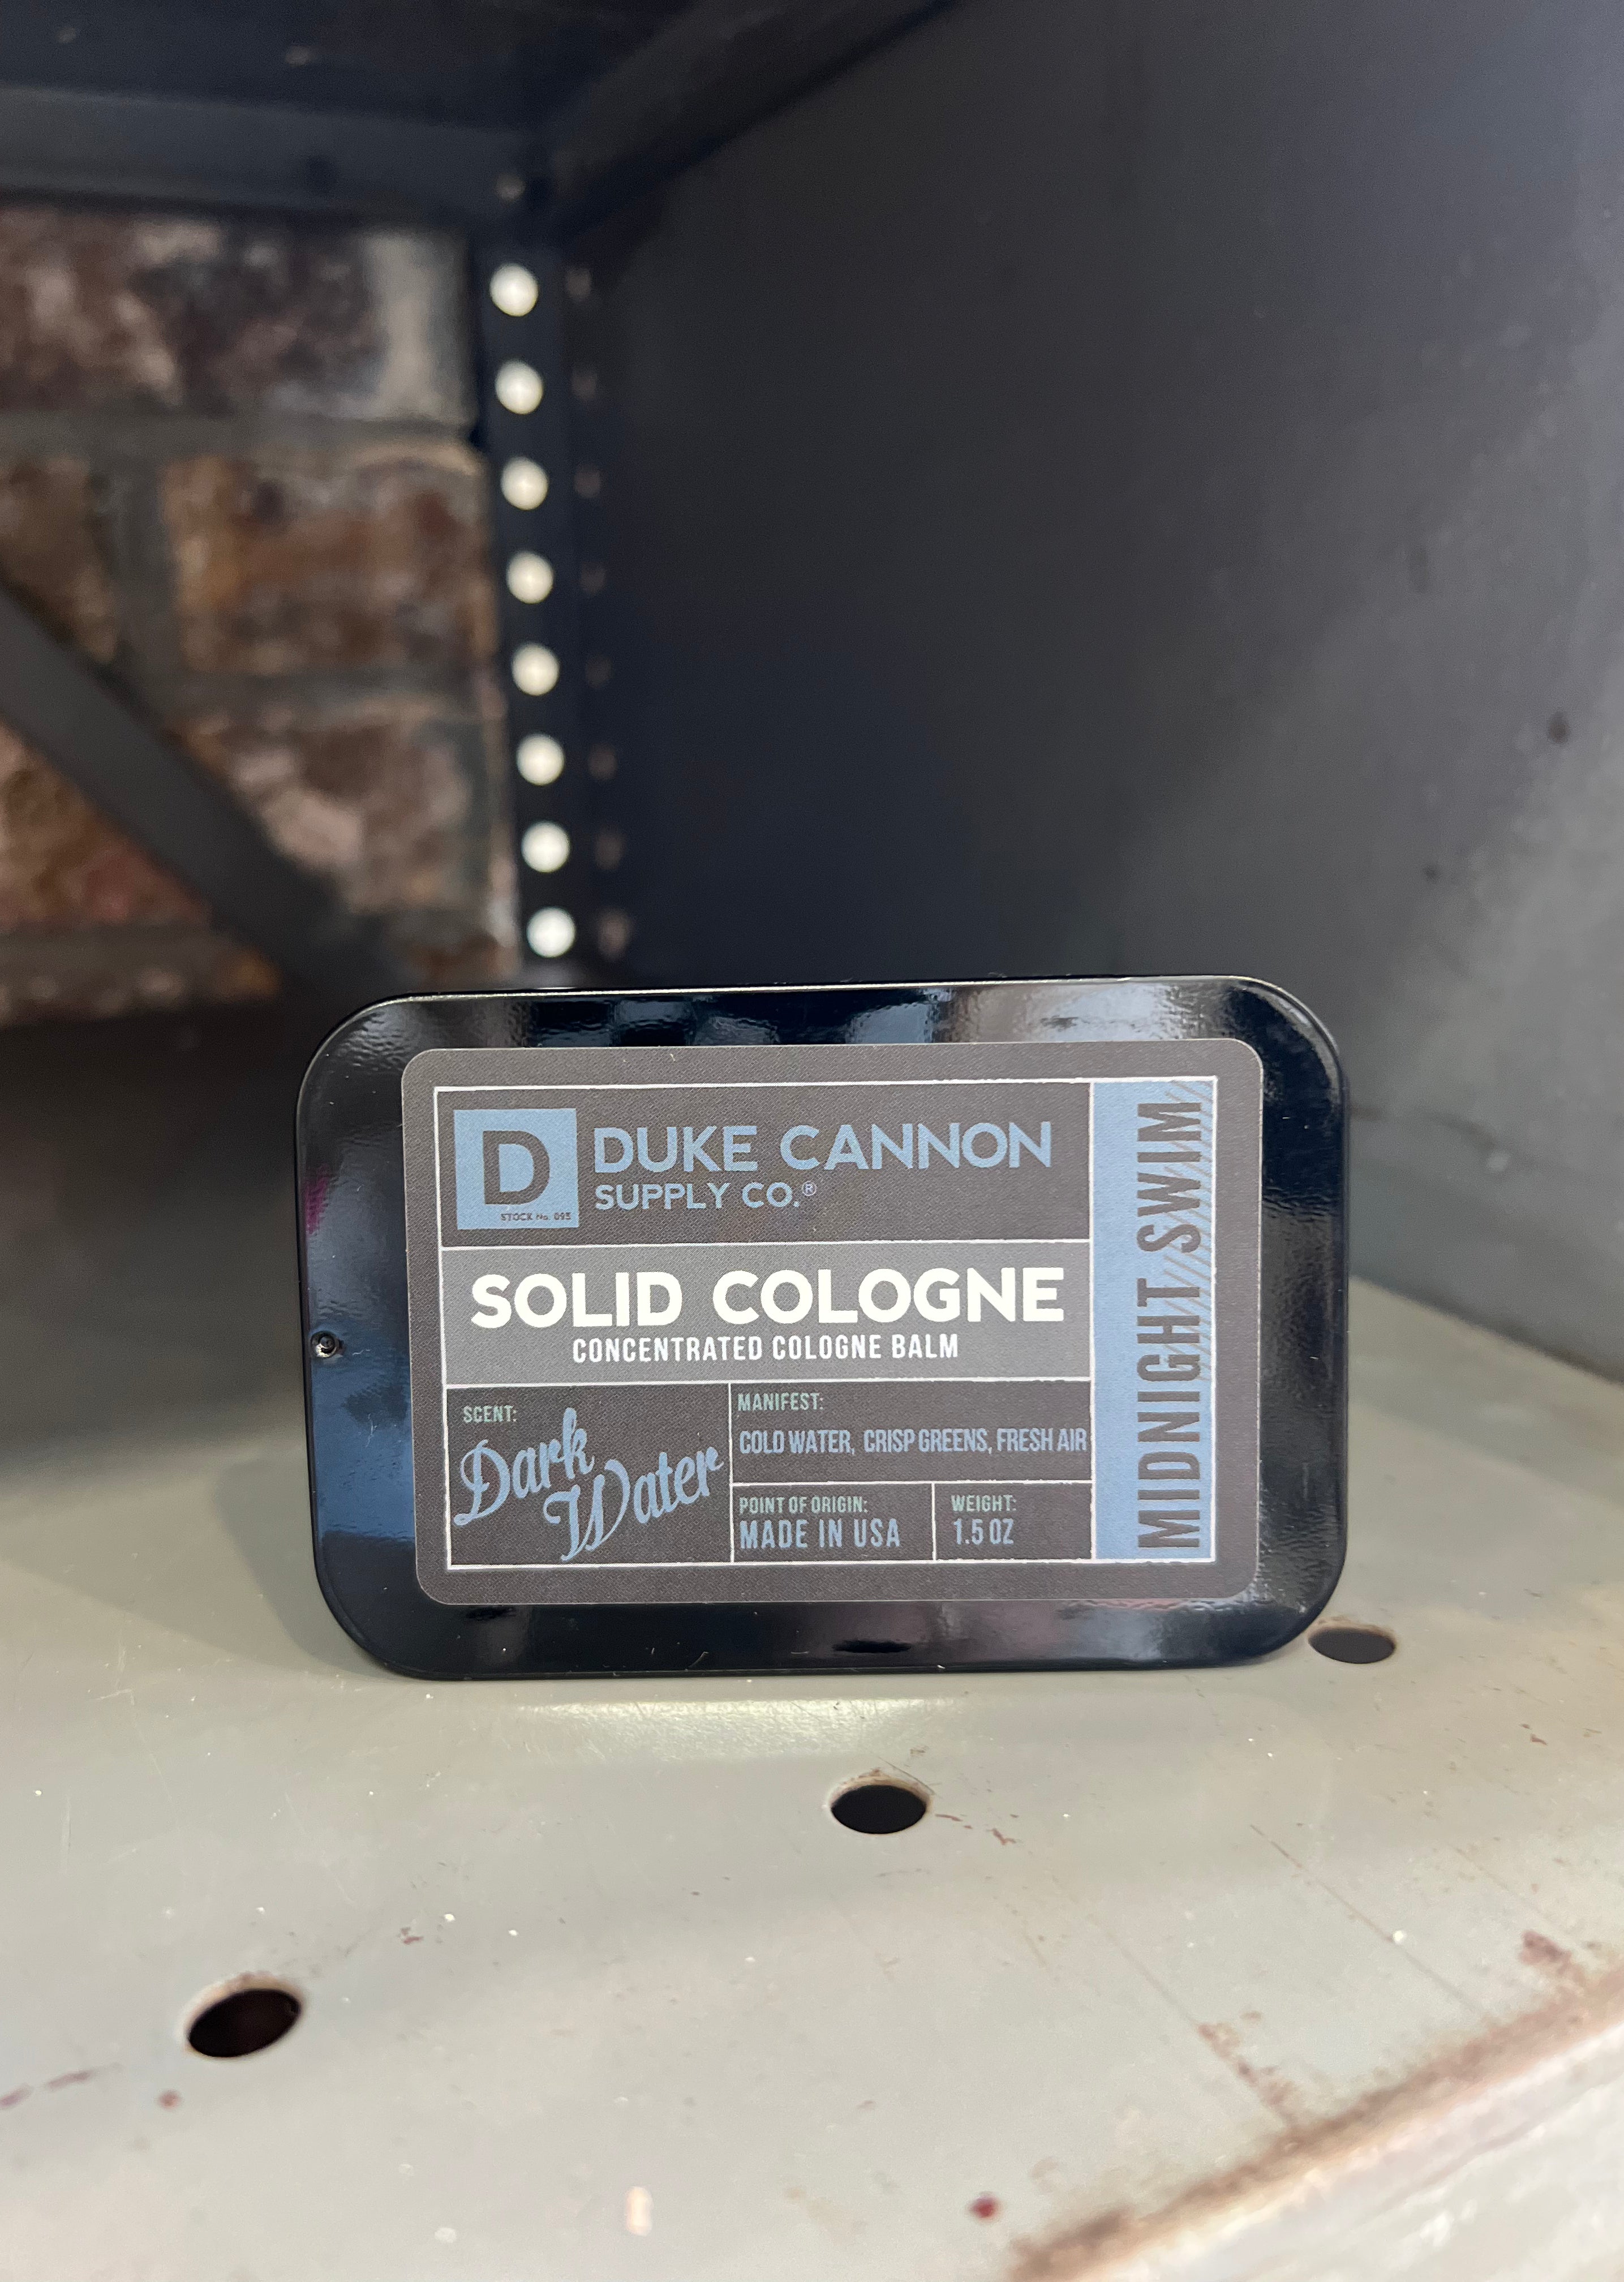 D
STOCK No. 095
DUKE CANNON
SUPPLY CO.®
SOLID COLOGNE
CONCENTRATED COLOGNE BALM
SCENT:
Dark
Water
MANIFEST:
COLD WATER, CRISP GREENS, FRESH AIR
POINT OF ORIGIN:
MADE IN USA
WEIGHT:
1.5 OZ
MIDNIGHT SWIM